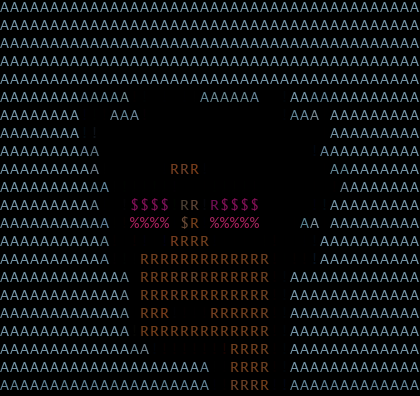 AAAAAAAAAAAAAAAAAAAAAAAAAAAAAAAAAAAAAAAAAA
AAAAAAAAAAAAAAAAAAAAAAAAAAAAAAAAAAAAAAAAAA
AAAAAAAAAAAAAAAAAAAAAAAAAAAAAAAAAAAAAAAAAA
AAAAAAAAAAAAAAAAAAAAAAAAAAAAAAAAAAAAAAAAAA
AAAAAAAAAAAAAAAAAAAAAAAAAAAAAAAAAAAAAAAAAA
AAAAAAAAAAAAA       AAAAAA   AAAAAAAAAAAAA
AAAAAAAA   AAA               AAA AAAAAAAAA
AAAAAAAA                         AAAAAAAAA
AAAAAAAAAA                      AAAAAAAAAA
AAAAAAAAAA       RRR             AAAAAAAAA
AAAAAAAAAAA                       AAAAAAAA
AAAAAAAAAA   $$$$ RR R$$$$       AAAAAAAAA
AAAAAAAAAAA  %%%% $R %%%%%    AA AAAAAAAAA
AAAAAAAAAAA      RRRR           AAAAAAAAAA
AAAAAAAAAAA   RRRRRRRRRRRRR     AAAAAAAAAA
AAAAAAAAAAAAA RRRRRRRRRRRRR  AAAAAAAAAAAAA
AAAAAAAAAAAAA RRRRRRRRRRRRR  AAAAAAAAAAAAA
AAAAAAAAAAAAA RRR    RRRRRR  AAAAAAAAAAAAA
AAAAAAAAAAAAA RRRRRRRRRRRRR  AAAAAAAAAAAAA
AAAAAAAAAAAAAAA        RRRR  AAAAAAAAAAAAA
AAAAAAAAAAAAAAAAAAAAA  RRRR  AAAAAAAAAAAAA
AAAAAAAAAAAAAAAAAAAAA  RRRR  AAAAAAAAAAAAA